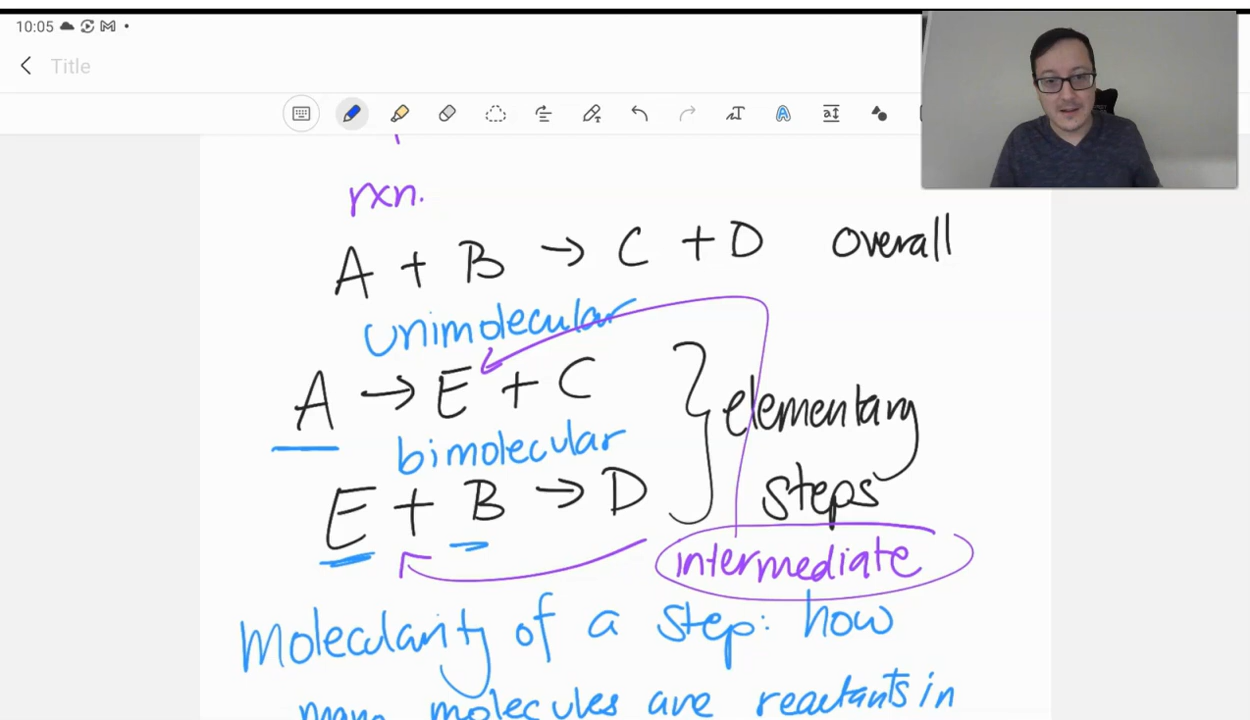 10:05
Title
rxn.
A + B → C + D overall
unimolecular
A → E + C
elementary
bimolecular
E + B → D
steps
intermediate
Molecularity of a step: how
many molecules are reactants in